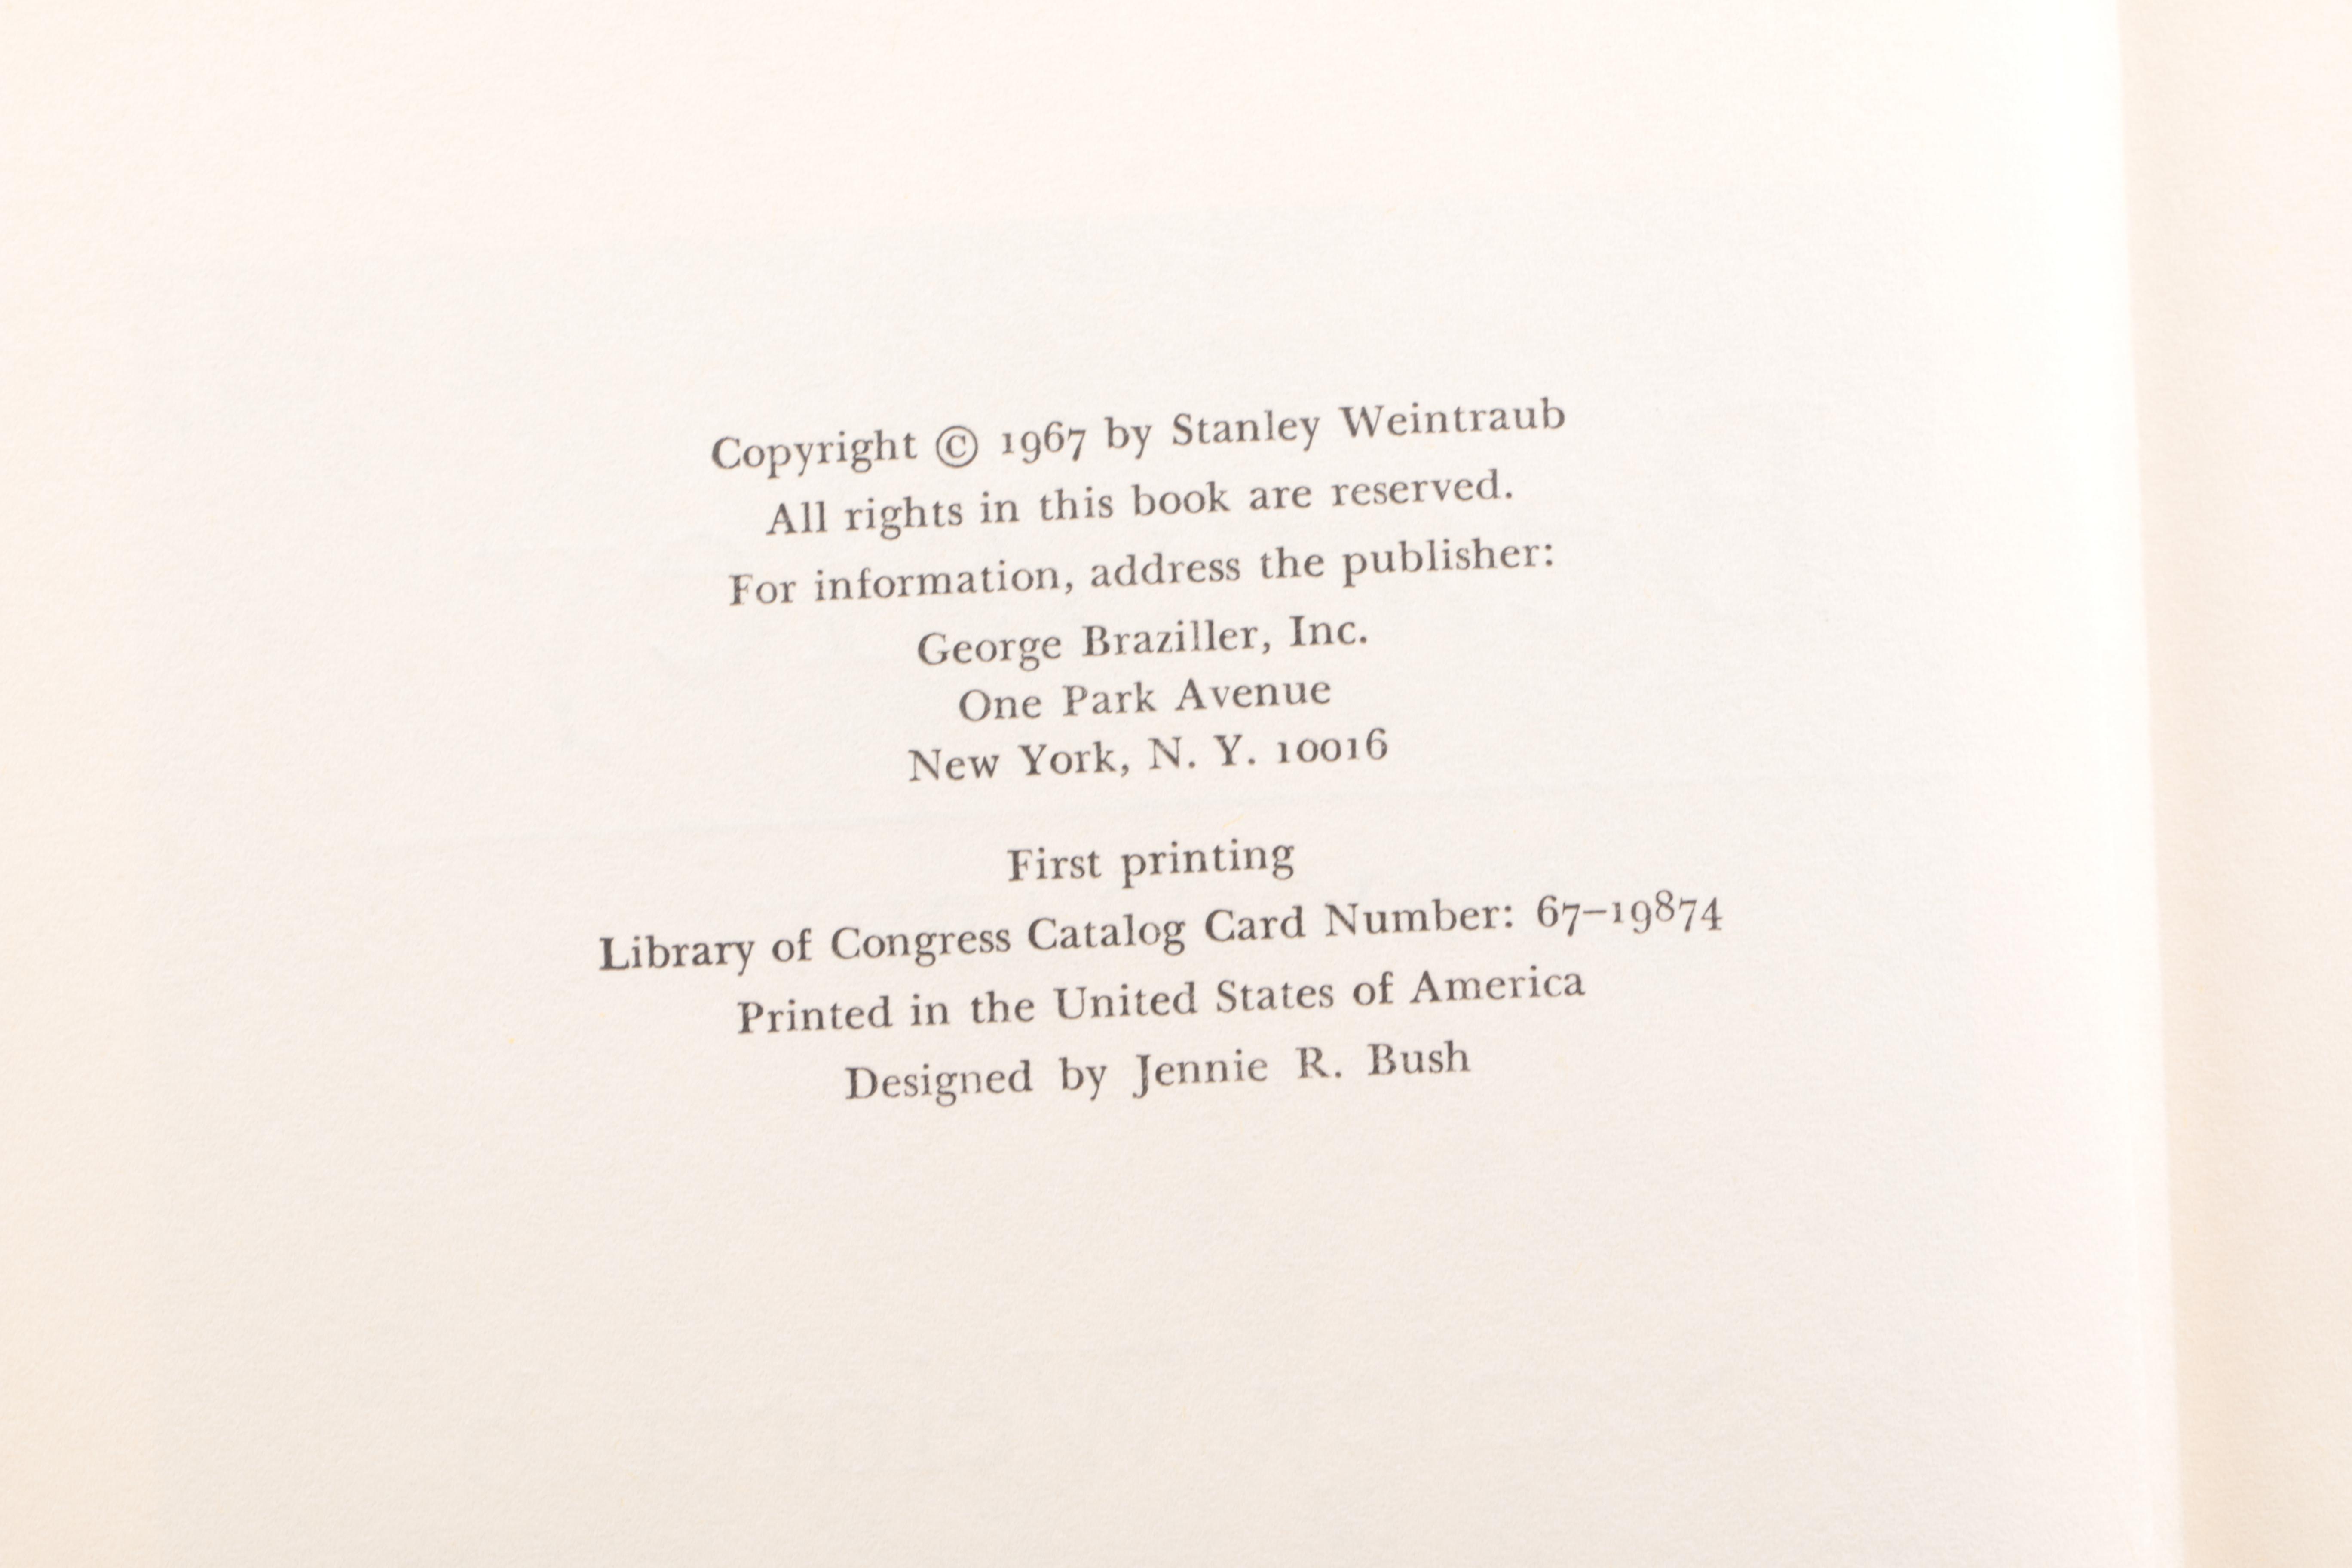 Copyright © 1967 by Stanley Weintraub
All rights in this book are reserved.
For information, address the publisher:
George Braziller, Inc.
One Park Avenue
New York, N. Y. 10016
First printing
Library of Congress Catalog Card Number: 67–19874
Printed in the United States of America
Designed by Jennie R. Bush